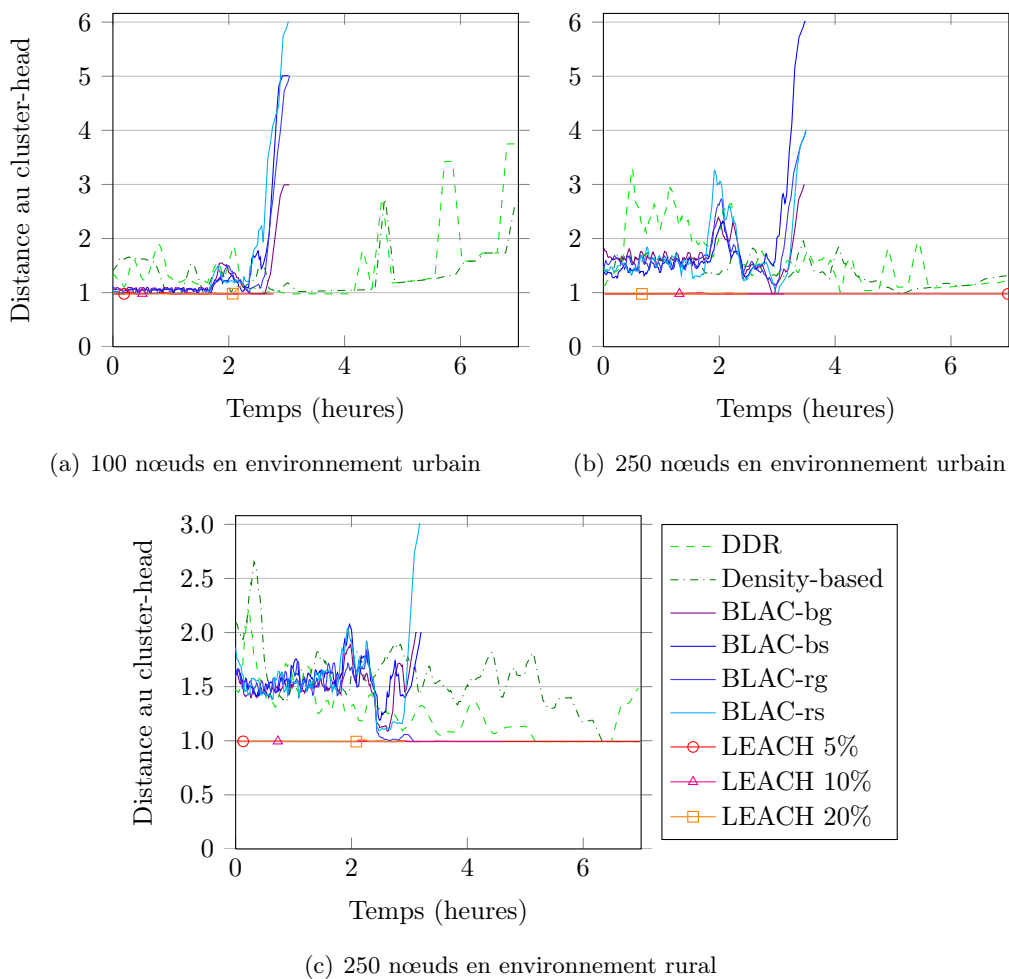 Distance au cluster-head
6
5
4
3
2
1
0
0 2 4 6
Temps (heures)
(a) 100 nœuds en environnement urbain
6
5
4
3
2
1
0
0 2 4 6
Temps (heures)
(b) 250 nœuds en environnement urbain
Distance au cluster-head
3.0
2.5
2.0
1.5
1.0
0.5
0
0 2 4 6
Temps (heures)
DDR
Density-based
BLAC-bg
BLAC-bs
BLAC-rg
BLAC-rs
LEACH 5%
LEACH 10%
LEACH 20%
(c) 250 nœuds en environnement rural